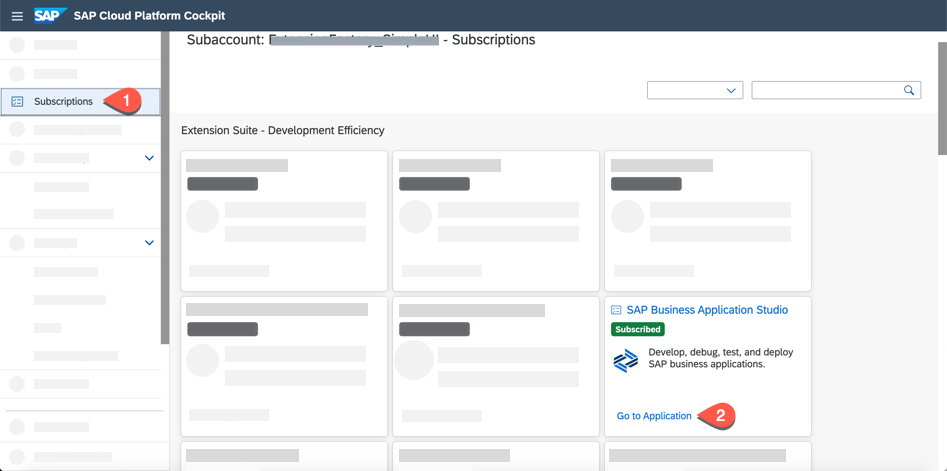 SAP SAP Cloud Platform Cockpit
Subaccount: - Subscriptions
Subscriptions
1
Extension Suite - Development Efficiency
SAP Business Application Studio
Subscribed
Develop, debug, test, and deploy
SAP business applications.
Go to Application
2